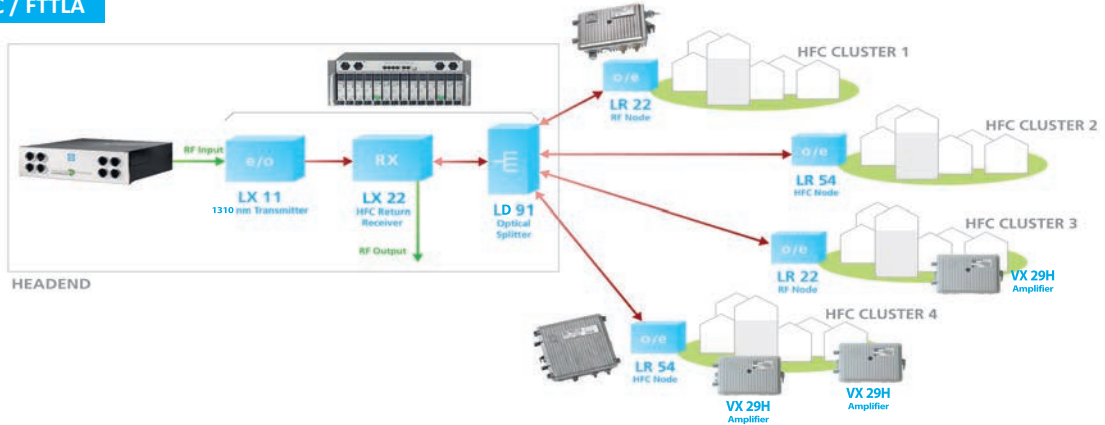 C / FTTLA
HFC CLUSTER 1
o/e
LR 22
RF Node
HFC CLUSTER 2
o/e
LR 54
HFC Node
RF Input
e/o
LX 11
1310 nm Transmitter
RX
LX 22
HFC Return
Receiver
RF Output
LD 91
Optical
Splitter
HEADEND
HFC CLUSTER 3
o/e
LR 22
RF Node
VX 29H
Amplifier
HFC CLUSTER 4
o/e
LR 54
HFC Node
VX 29H
Amplifier
VX 29H
Amplifier